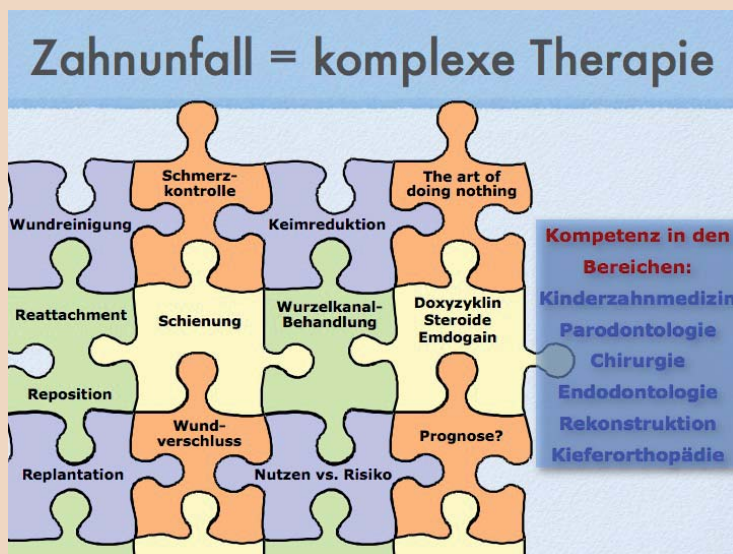 Zahnunfall = komplexe Therapie
Schmerz-
kontrolle
The art of
doing nothing
Wundreinigung
Keimreduktion
Reattachment
Schienung
Wurzelkanal-
Behandlung
Doxyzyklin
Steroide
Emdogain
Reposition
Wund-
verschluss
Prognose?
Replantation
Nutzen vs. Risiko
Kompetenz in den
Bereichen:
Kinderzahnmedizin
Parodontologie
Chirurgie
Endodontologie
Rekonstruktion
Kieferorthopädie